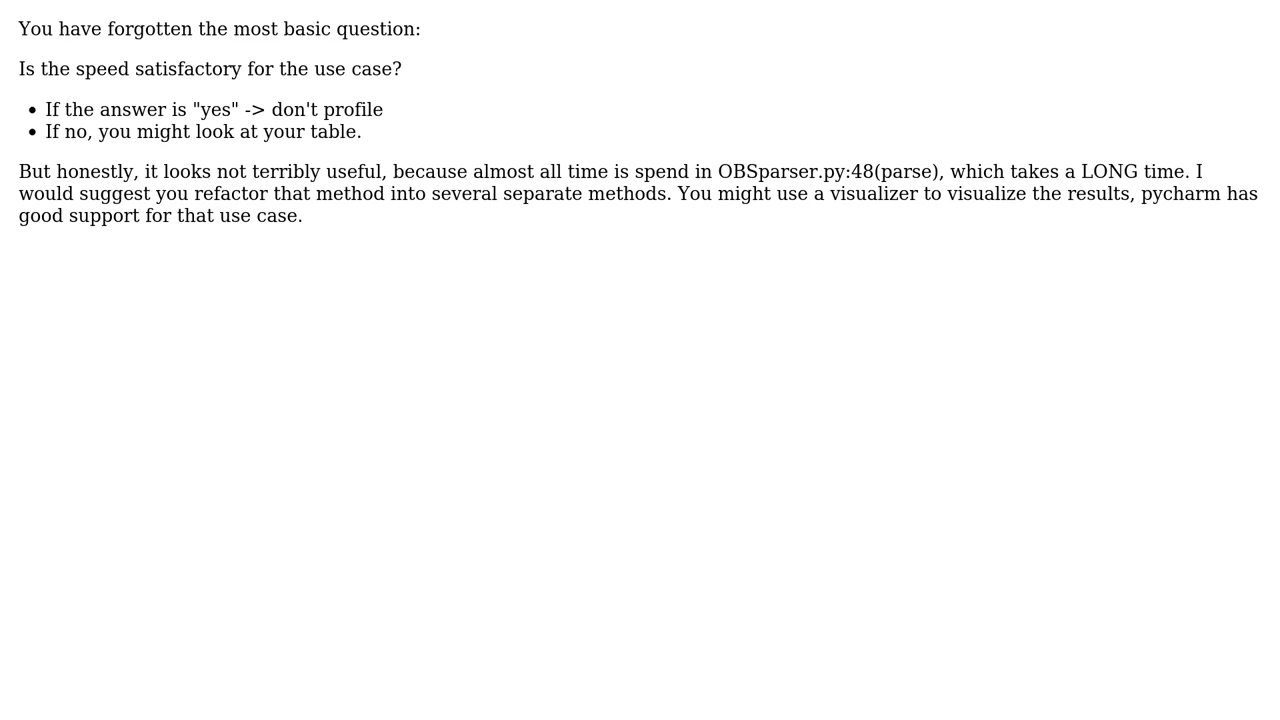 You have forgotten the most basic question:
Is the speed satisfactory for the use case?
• If the answer is "yes" -> don't profile
• If no, you might look at your table.
But honestly, it looks not terribly useful, because almost all time is spend in OBSparser.py:48(parse), which takes a LONG time. I
would suggest you refactor that method into several separate methods. You might use a visualizer to visualize the results, pycharm has
good support for that use case.